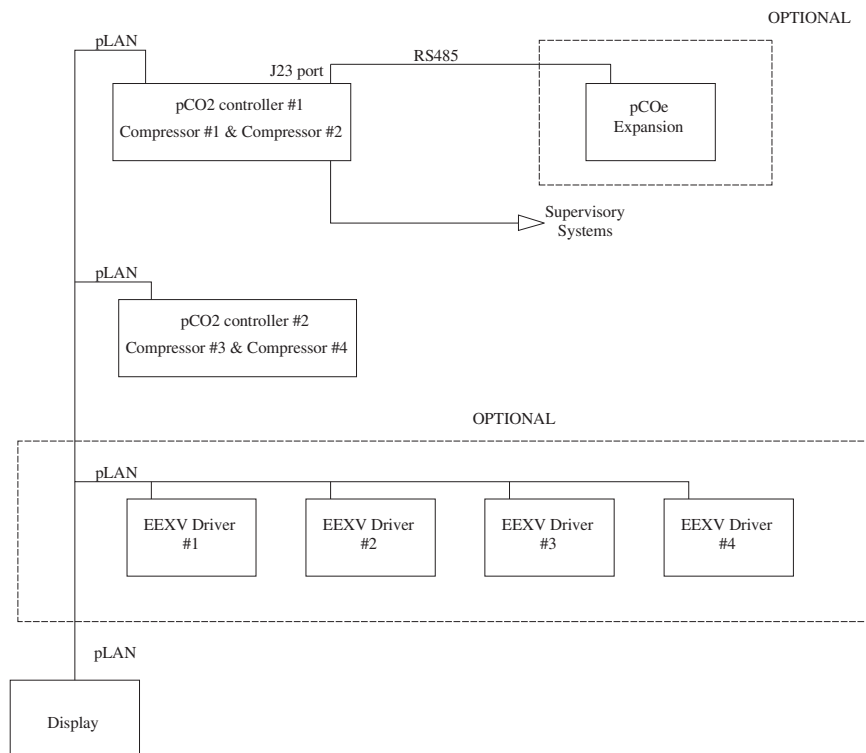 OPTIONAL
pLAN
J23 port
RS485
pCO2 controller #1
Compressor #1 & Compressor #2
pCOe
Expansion
Supervisory
Systems
pLAN
pCO2 controller #2
Compressor #3 & Compressor #4
OPTIONAL
pLAN
EEXV Driver
#1
EEXV Driver
#2
EEXV Driver
#3
EEXV Driver
#4
pLAN
Display